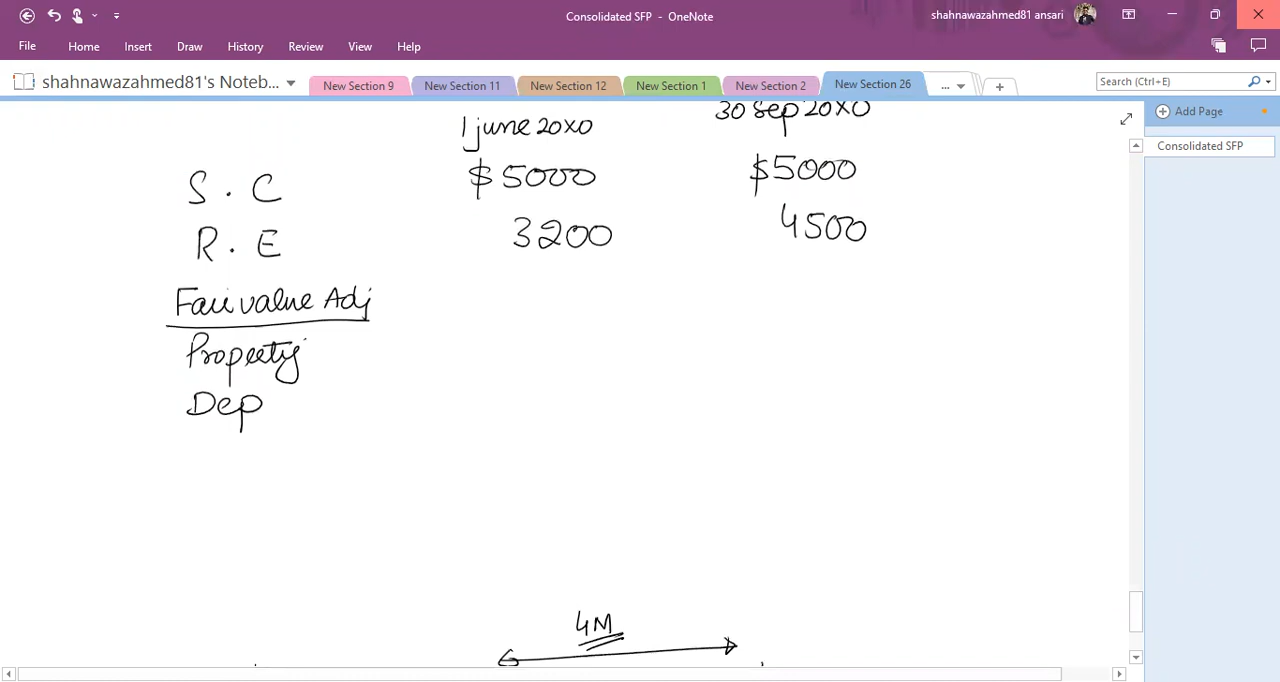 Consolidated SFP - OneNote
shahnawazahmed81 ansari
File Home Insert Draw History Review View Help
shahnawazahmed81's Noteb...
New Section 9 New Section 11 New Section 12 New Section 1 New Section 2 New Section 26 ...
Search (Ctrl+E)
Add Page
Consolidated SFP
1 june 20X0 30 Sep 20X0
S.C $5000 $5000
R.E 3200 4500
Fair value Adj
Property
Dep
4M